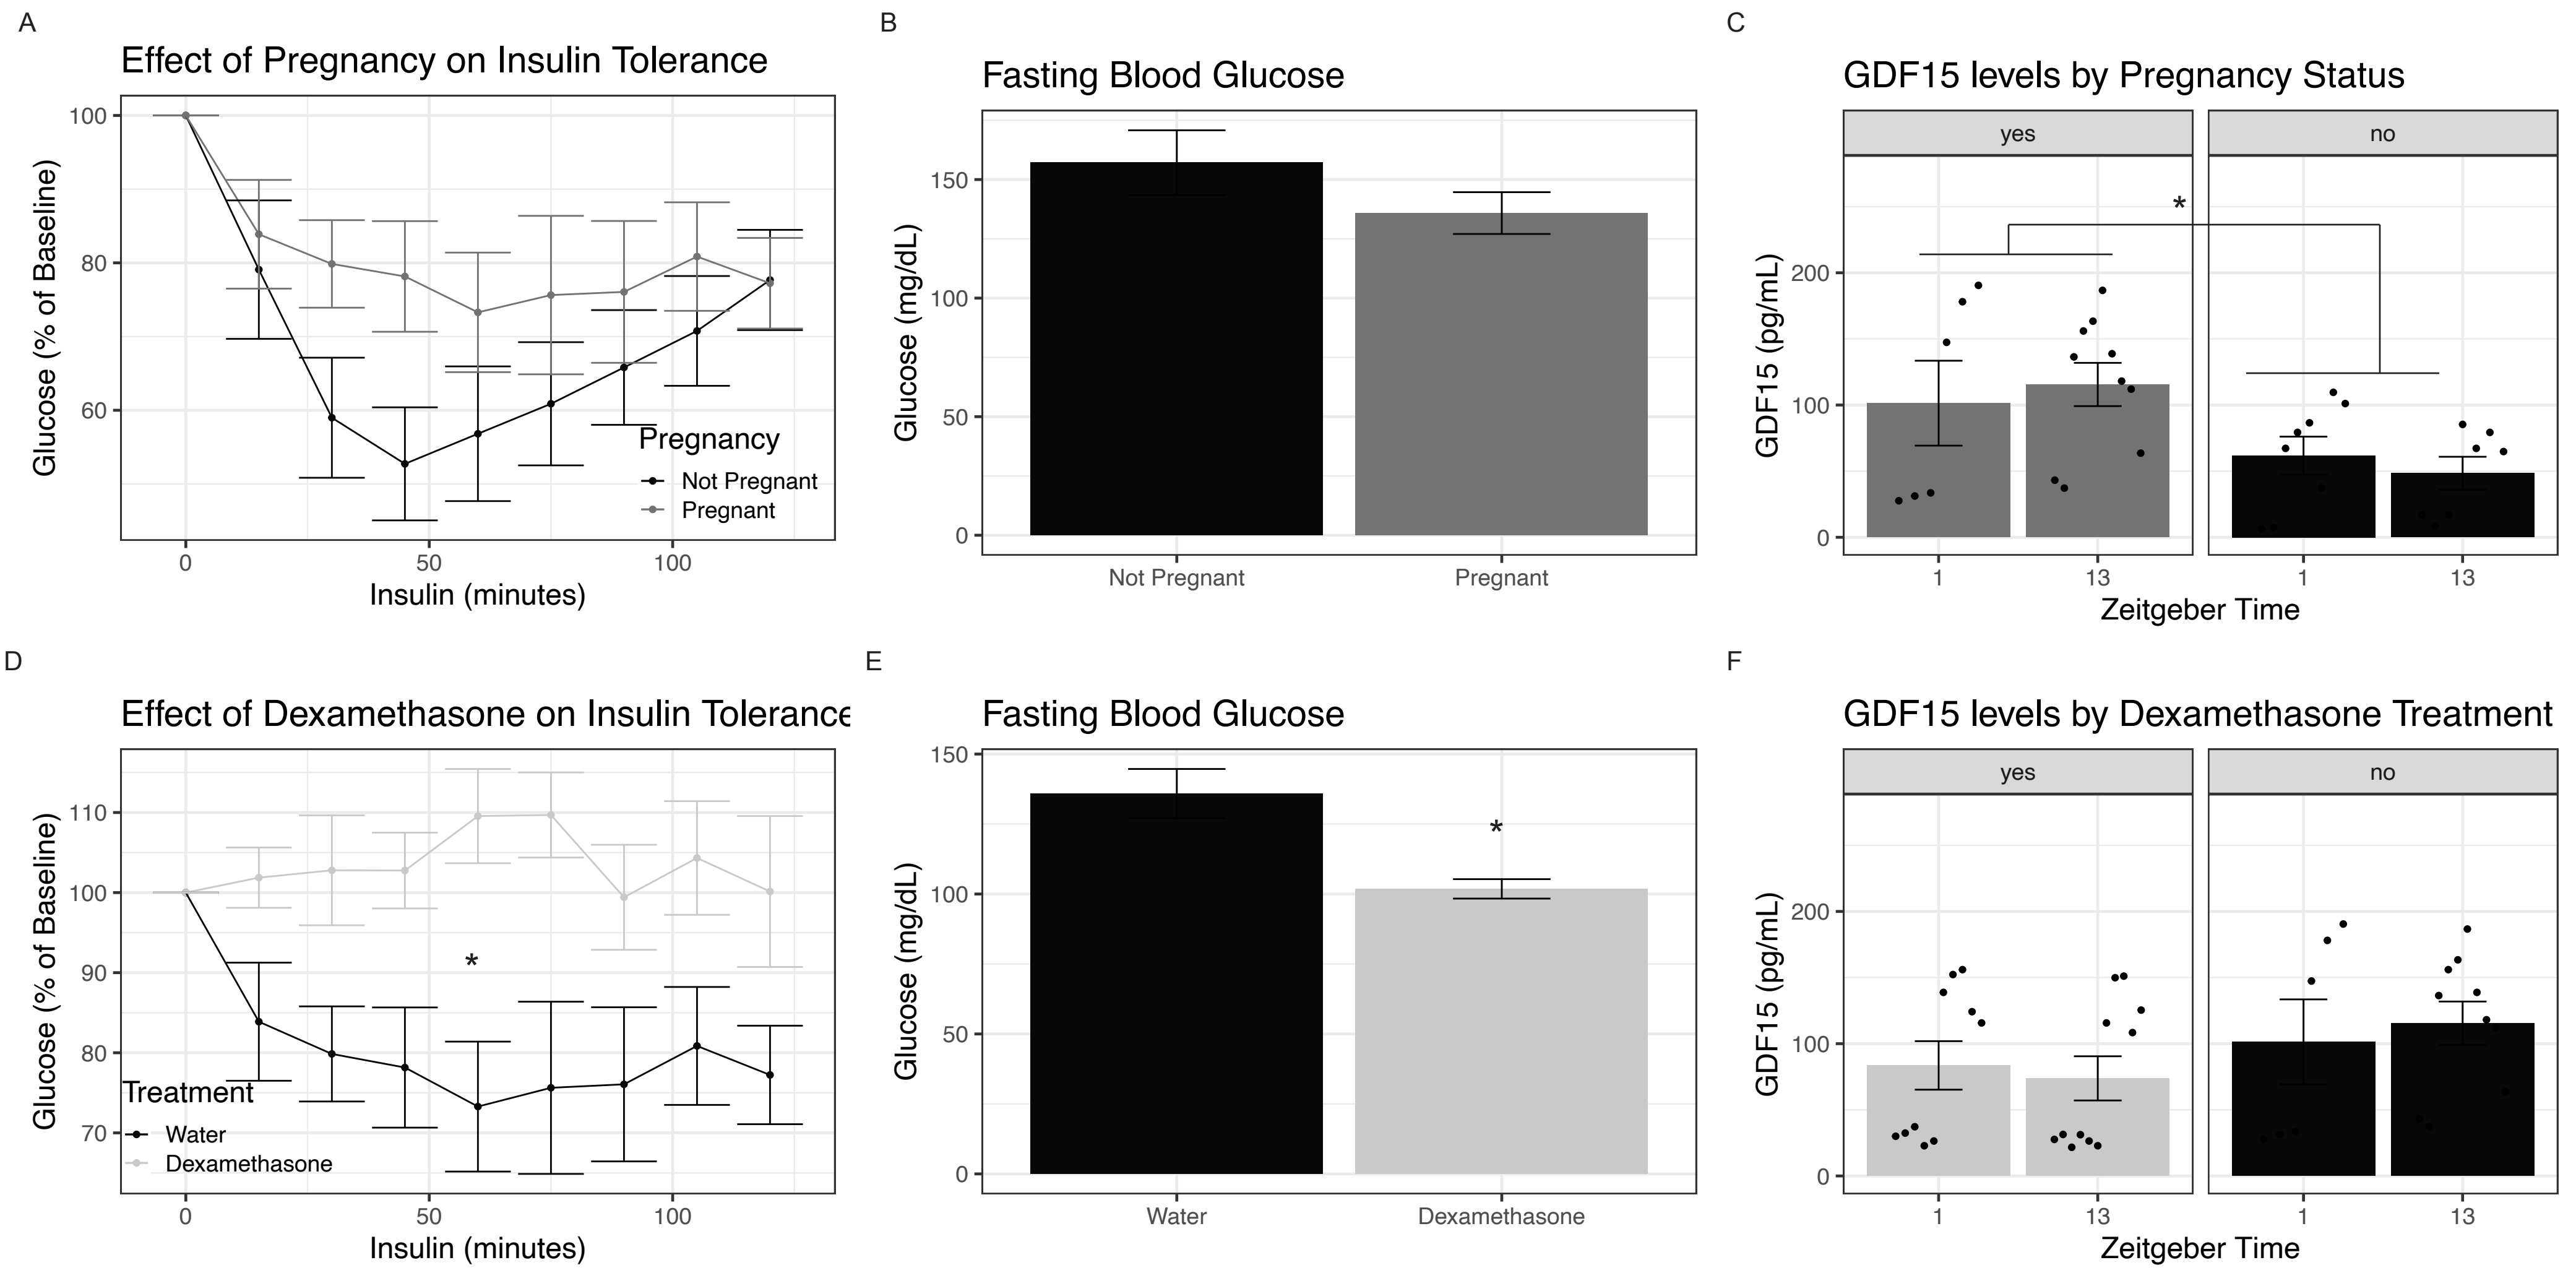 A
Effect of Pregnancy on Insulin Tolerance
Glucose (% of Baseline)
100
80
60
Pregnancy
Not Pregnant
Pregnant
0 50 100
Insulin (minutes)
B
Fasting Blood Glucose
Glucose (mg/dL)
150
100
50
0
Not Pregnant Pregnant
C
GDF15 levels by Pregnancy Status
yes no
*
GDF15 (pg/mL)
200
100
0
1 13 1 13
Zeitgeber Time
D
Effect of Dexamethasone on Insulin Tolerance
Glucose (% of Baseline)
110
100
90
80
70
*
Treatment
Water
Dexamethasone
0 50 100
Insulin (minutes)
E
Fasting Blood Glucose
Glucose (mg/dL)
150
100
50
0
*
Water Dexamethasone
F
GDF15 levels by Dexamethasone Treatment
yes no
GDF15 (pg/mL)
200
100
0
1 13 1 13
Zeitgeber Time